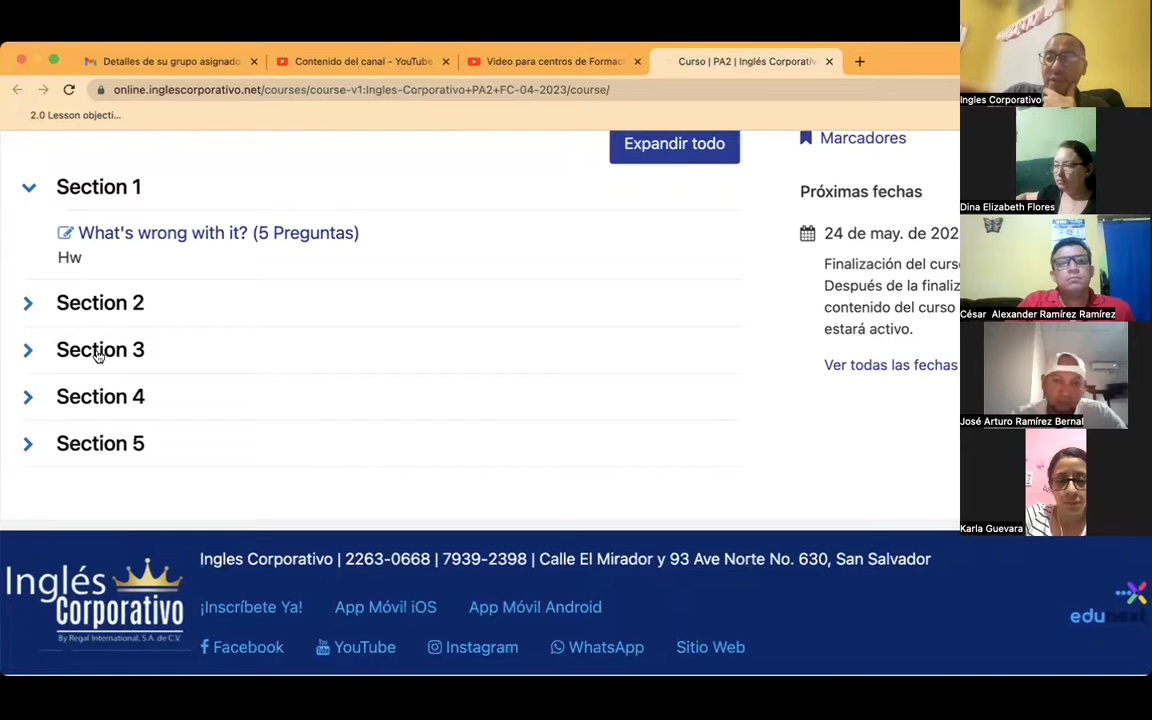 Detalles de su grupo asignado
Contenido del canal - YouTube
Video para centros de Formac
Curso | PA2 | Inglés Corporativ
online.inglescorporativo.net/courses/course-v1:Ingles-Corporativo+PA2+FC-04-2023/course/
2.0 Lesson objecti...
Expandir todo
Marcadores
Section 1
Próximas fechas
What's wrong with it? (5 Preguntas)
Hw
24 de may. de 202
Finalización del curs
Después de la finaliz
contenido del curso
estará activo.
Section 2
Section 3
Ver todas las fechas
Section 4
Section 5
Ingles Corporativo
Dina Elizabeth Flores
César Alexander Ramírez Ramírez
José Arturo Ramírez Bernal
Karla Guevara
Inglés
Corporativo
By Regal International, S.A. de C.V.
Ingles Corporativo | 2263-0668 | 7939-2398 | Calle El Mirador y 93 Ave Norte No. 630, San Salvador
¡Inscríbete Ya! App Móvil iOS App Móvil Android
Facebook YouTube Instagram WhatsApp Sitio Web
edunext